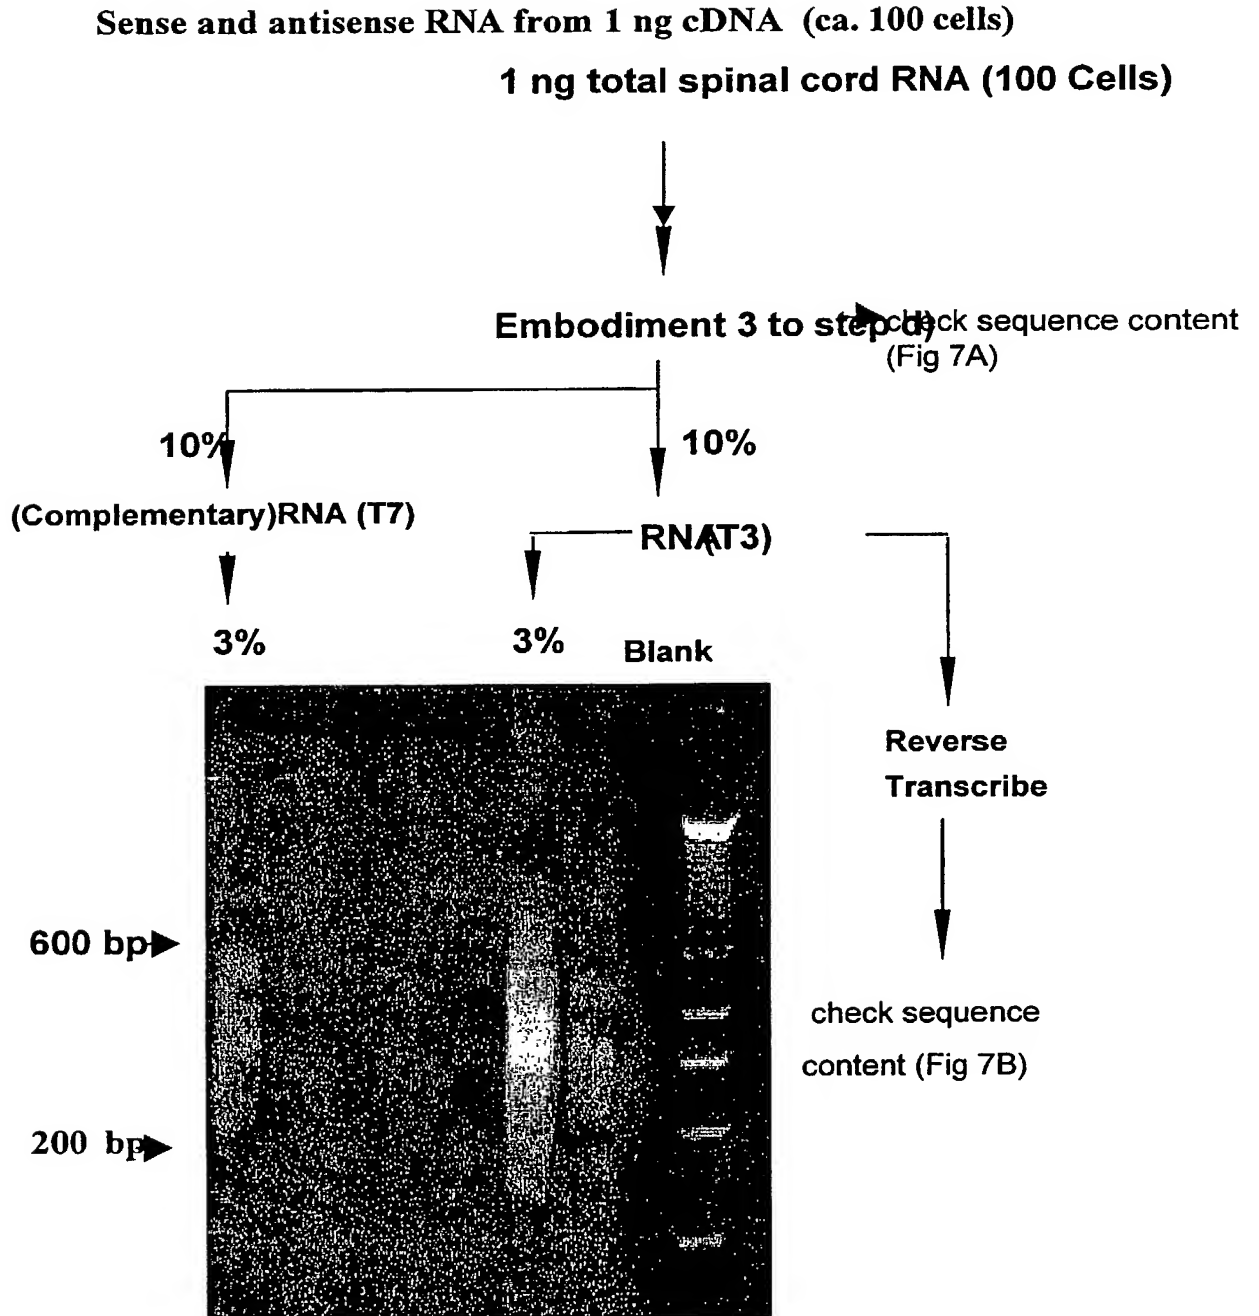 Sense and antisense RNA from 1 ng cDNA (ca. 100 cells)
1 ng total spinal cord RNA (100 Cells)
Embodiment 3 to step d)
check sequence content
(Fig 7A)
10%
10%
(Complementary)RNA (T7)
RNA(T3)
3%
3%
Blank
Reverse
Transcribe
600 bp
check sequence
content (Fig 7B)
200 bp